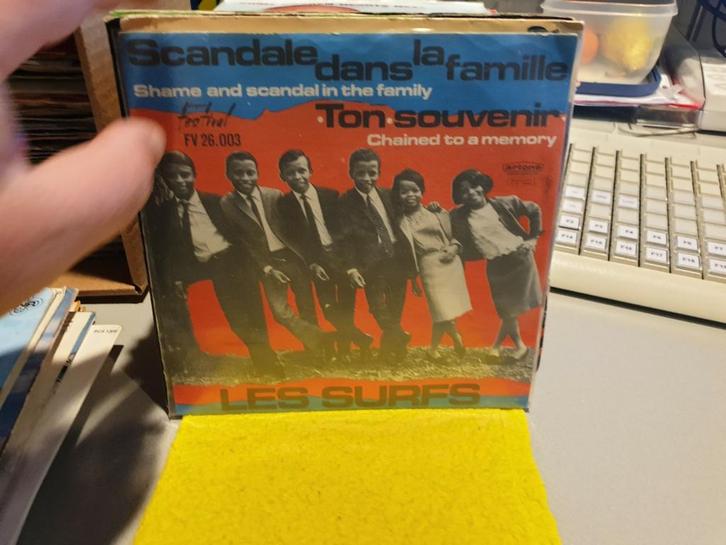 Scandale dans la famille
Shame and scandal in the family
Festival
FV 26.003
Ton souvenir
Chained to a memory
artone
LES SURFS